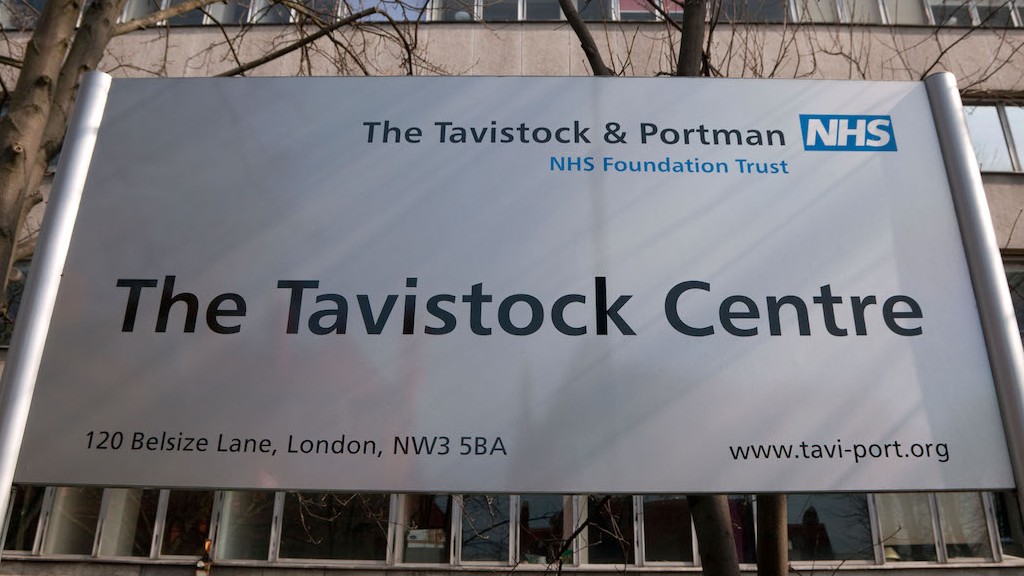 The Tavistock & Portman NHS
NHS Foundation Trust
The Tavistock Centre
120 Belsize Lane, London, NW3 5BA
www.tavi-port.org